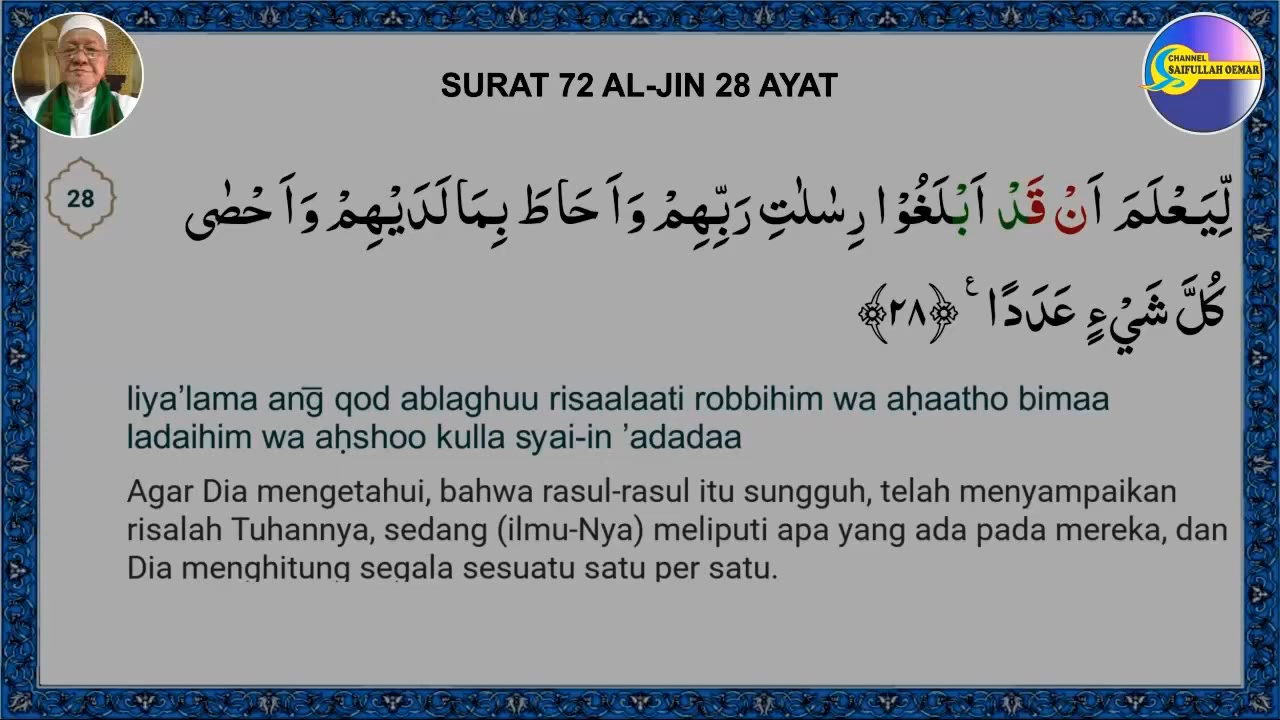 CHANNEL
SAIFULLAH OEMAR
SURAT 72 AL-JIN 28 AYAT
28
لِّيَعْلَمَ اَنْ قَدْ اَبْلَغُوْا رِسٰلٰتِ رَبِّهِمْ وَاَحَاطَ بِمَا لَدَيْهِمْ وَاَحْصٰى
كُلَّ شَيْءٍ عَدَدًا ࣖ ﴿٢٨﴾
liya’lama ang̅ qod ablaghuu risaalaati robbihim wa aḥaatho bimaa
ladaihim wa aḥshoo kulla syai-in ’adadaa
Agar Dia mengetahui, bahwa rasul-rasul itu sungguh, telah menyampaikan
risalah Tuhannya, sedang (ilmu-Nya) meliputi apa yang ada pada mereka, dan
Dia menghitung segala sesuatu satu per satu.